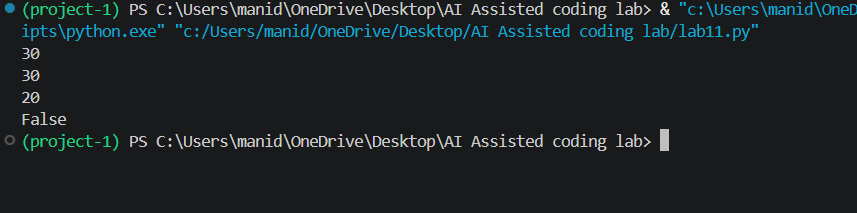 (project-1) PS C:\Users\manid\OneDrive\Desktop\AI Assisted coding lab> & "c:\Users\manid\OneD
ipts\python.exe" "c:/Users/manid/OneDrive/Desktop/AI Assisted coding lab/lab11.py"
30
30
20
False
(project-1) PS C:\Users\manid\OneDrive\Desktop\AI Assisted coding lab>